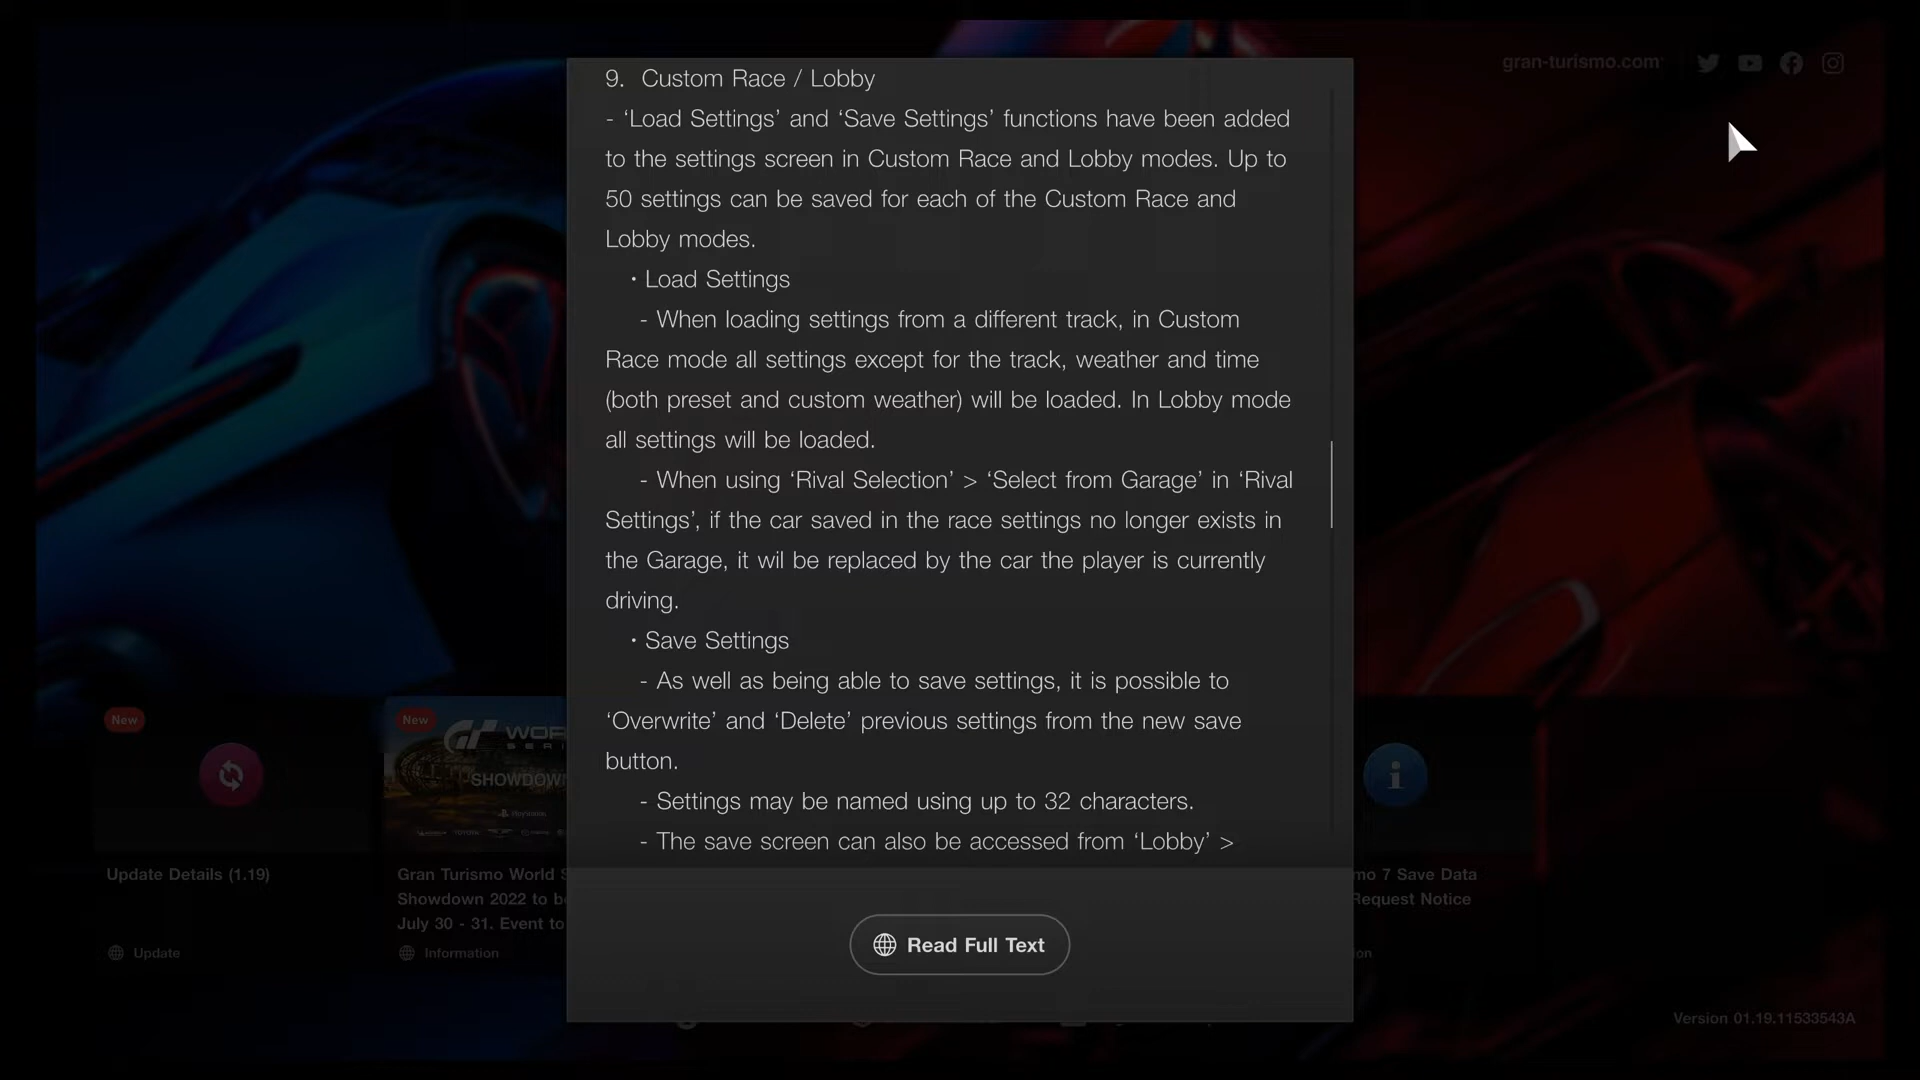 gran-turismo.com
9. Custom Race / Lobby
- ‘Load Settings’ and ‘Save Settings’ functions have been added
to the settings screen in Custom Race and Lobby modes. Up to
50 settings can be saved for each of the Custom Race and
Lobby modes.
・Load Settings
- When loading settings from a different track, in Custom
Race mode all settings except for the track, weather and time
(both preset and custom weather) will be loaded. In Lobby mode
all settings will be loaded.
- When using ‘Rival Selection’ > ‘Select from Garage’ in ‘Rival
Settings’, if the car saved in the race settings no longer exists in
the Garage, it wil be replaced by the car the player is currently
driving.
・Save Settings
- As well as being able to save settings, it is possible to
‘Overwrite’ and ‘Delete’ previous settings from the new save
button.
- Settings may be named using up to 32 characters.
- The save screen can also be accessed from ‘Lobby’ >
Read Full Text
New
Update Details (1.19)
Update
New
GT WOR
SERI
SHOWDOW
PlayStation
TOYOTA
Gran Turismo World S
Showdown 2022 to be
July 30 - 31. Event to
Information
mo 7 Save Data
Request Notice
ion
Version 01.19.11533543A